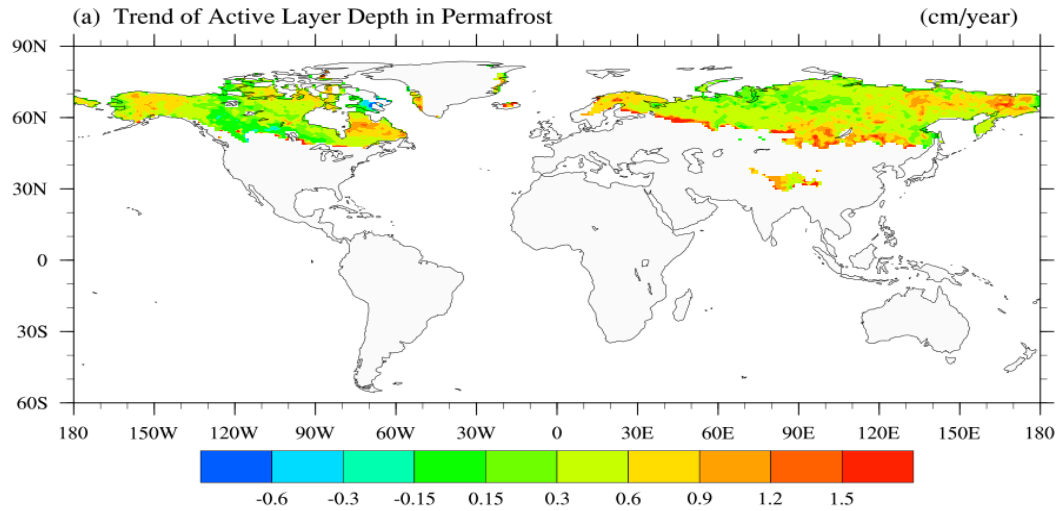 (a) Trend of Active Layer Depth in Permafrost (cm/year)
90N
60N
30N
0
30S
60S
180 150W 120W 90W 60W 30W 0 30E 60E 90E 120E 150E 180
-0.6 -0.3 -0.15 0.15 0.3 0.6 0.9 1.2 1.5